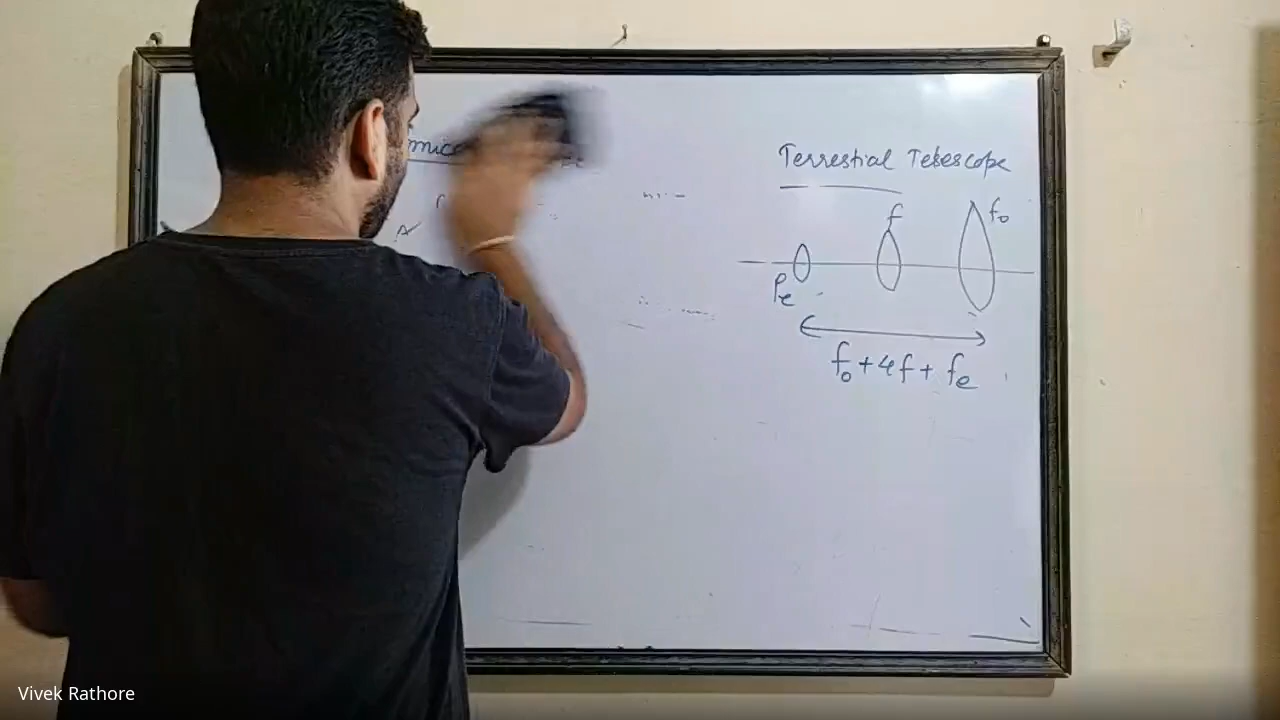 Terrestial Telescope
f
fo
fe
fo + 4f + fe
Vivek Rathore